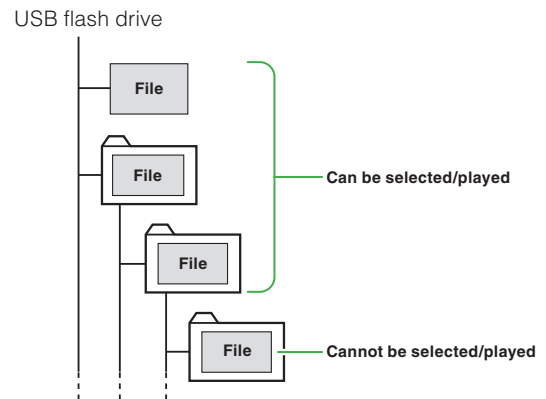 USB flash drive
File
File
Can be selected/played
File
File
Cannot be selected/played